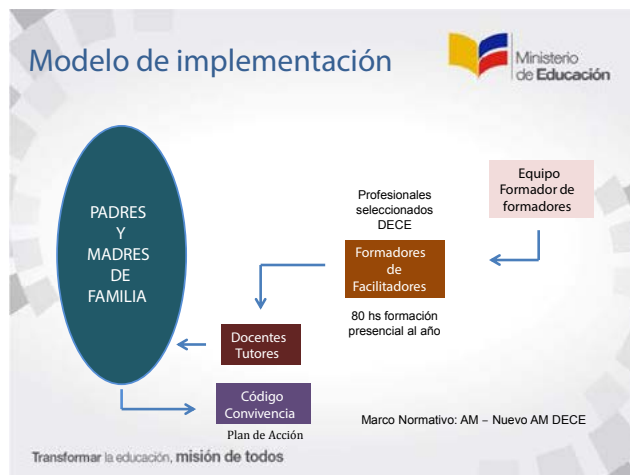 Modelo de implementación
Ministerio
de Educación
Equipo
Formador de
formadores
Profesionales
seleccionados
DECE
Formadores
de
Facilitadores
80 hs formación
presencial al año
PADRES
Y
MADRES
DE
FAMILIA
Docentes
Tutores
Código
Convivencia
Plan de Acción
Marco Normativo: AM – Nuevo AM DECE
Transformar la educación, misión de todos